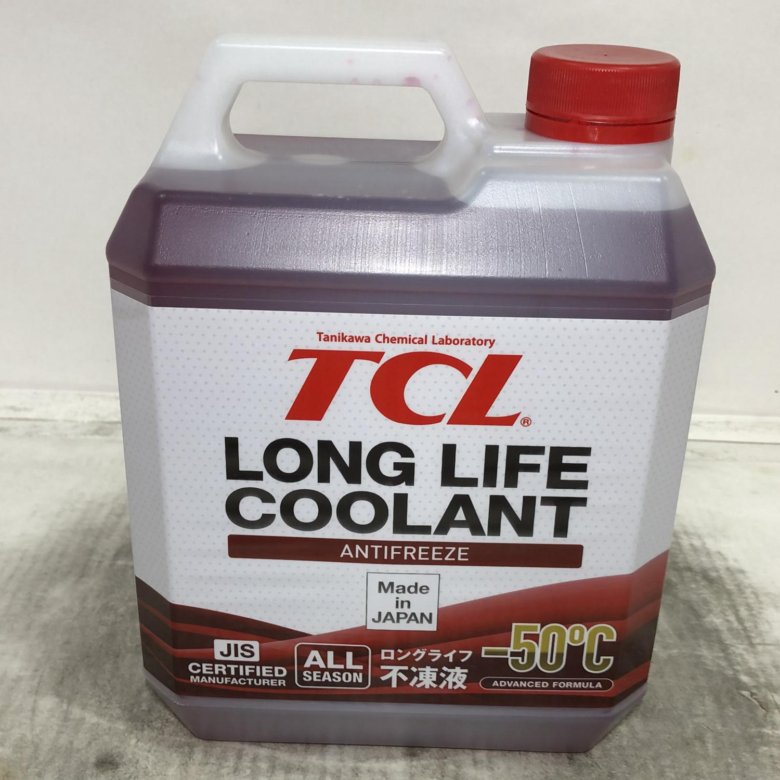 Tanikawa Chemical Laboratory
TCL®
LONG LIFE
COOLANT
ANTIFREEZE
Made
in
JAPAN
JIS
CERTIFIED
MANUFACTURER
ALL
SEASON
ロングライフ
不凍液
-50ºC
ADVANCED FORMULA